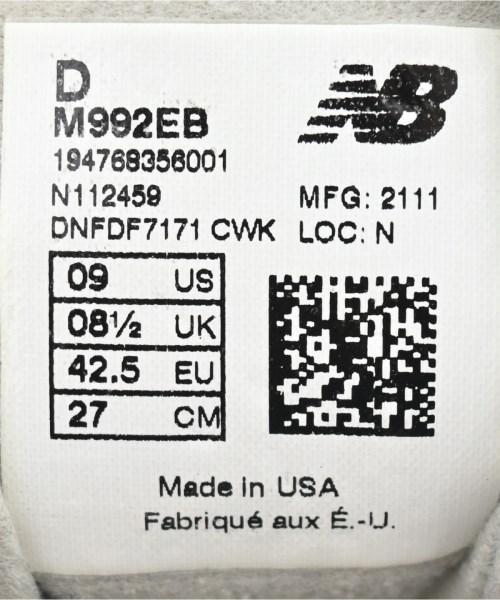 D
M992EB
NB
194768356001
N112459
MFG: 2111
DNFDF7171 CWK
LOC: N
09 US
08½ UK
42.5 EU
27 CM
Made in USA
Fabriqué aux É.-U.